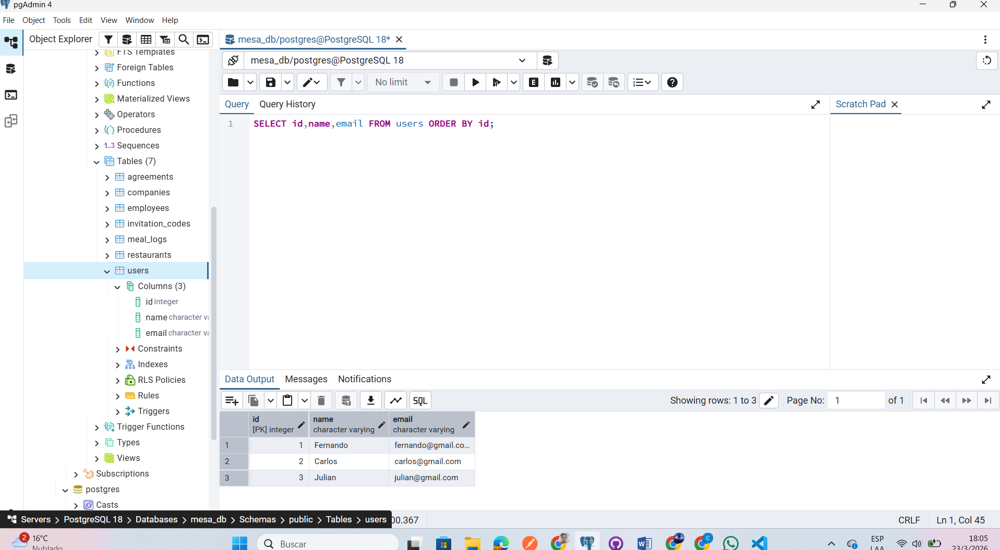 pgAdmin 4
File Object Tools Edit View Window Help
Object Explorer
mesa_db/postgres@PostgreSQL 18*
mesa_db/postgres@PostgreSQL 18
No limit
FTS Templates
Foreign Tables
Functions
Materialized Views
Operators
Procedures
1..3 Sequences
Tables (7)
agreements
companies
employees
invitation_codes
meal_logs
restaurants
users
Columns (3)
id integer
name character va
email character va
Constraints
Indexes
RLS Policies
Rules
Triggers
Trigger Functions
Types
Views
Subscriptions
postgres
Casts
Query Query History
Scratch Pad
1 SELECT id,name,email FROM users ORDER BY id;
Data Output Messages Notifications
SQL
Showing rows: 1 to 3
Page No: 1 of 1
id name email
[PK] integer character varying character varying
1 1 Fernando fernando@gmail.co...
2 2 Carlos carlos@gmail.com
3 3 Julian julian@gmail.com
Servers > PostgreSQL 18 > Databases > mesa_db > Schemas > public > Tables > users
00.367
CRLF Ln 1, Col 45
2 16°C
Nublado
Buscar
ESP
LAA
18:05
23/3/2026